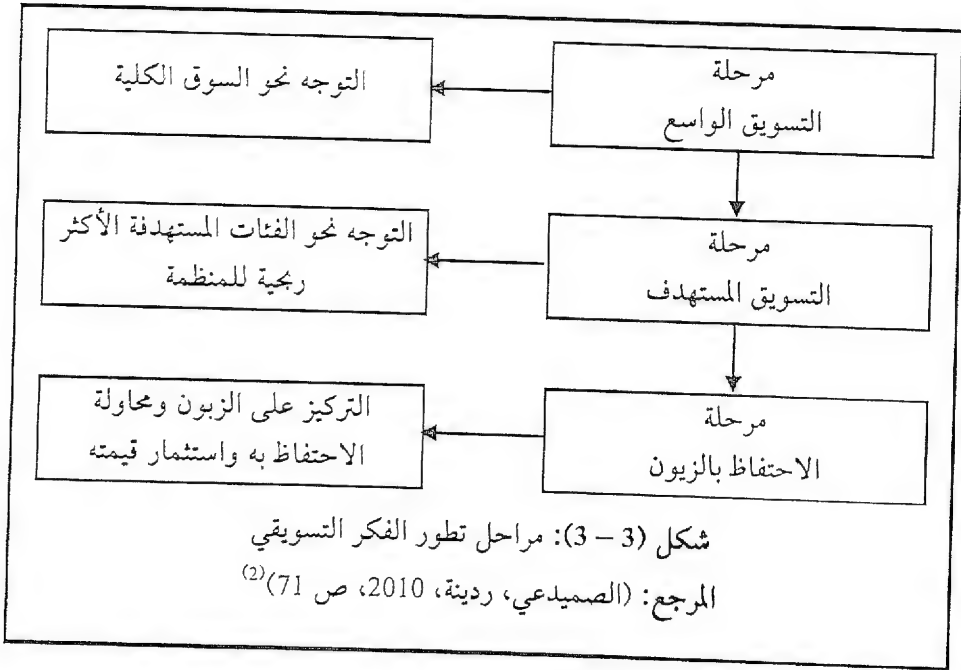 مرحلة
التسويق الواسع
التوجه نحو السوق الكلية
مرحلة
التسويق المستهدف
التوجه نحو الفئات المستهدفة الأكثر
ربحية للمنظمة
مرحلة
الاحتفاظ بالزبون
التركيز على الزبون ومحاولة
الاحتفاظ به واستثمار قيمته
شكل (3 – 3): مراحل تطور الفكر التسويقي
المرجع: (الصميدعي، ردينة، 2010، ص 71)(2)